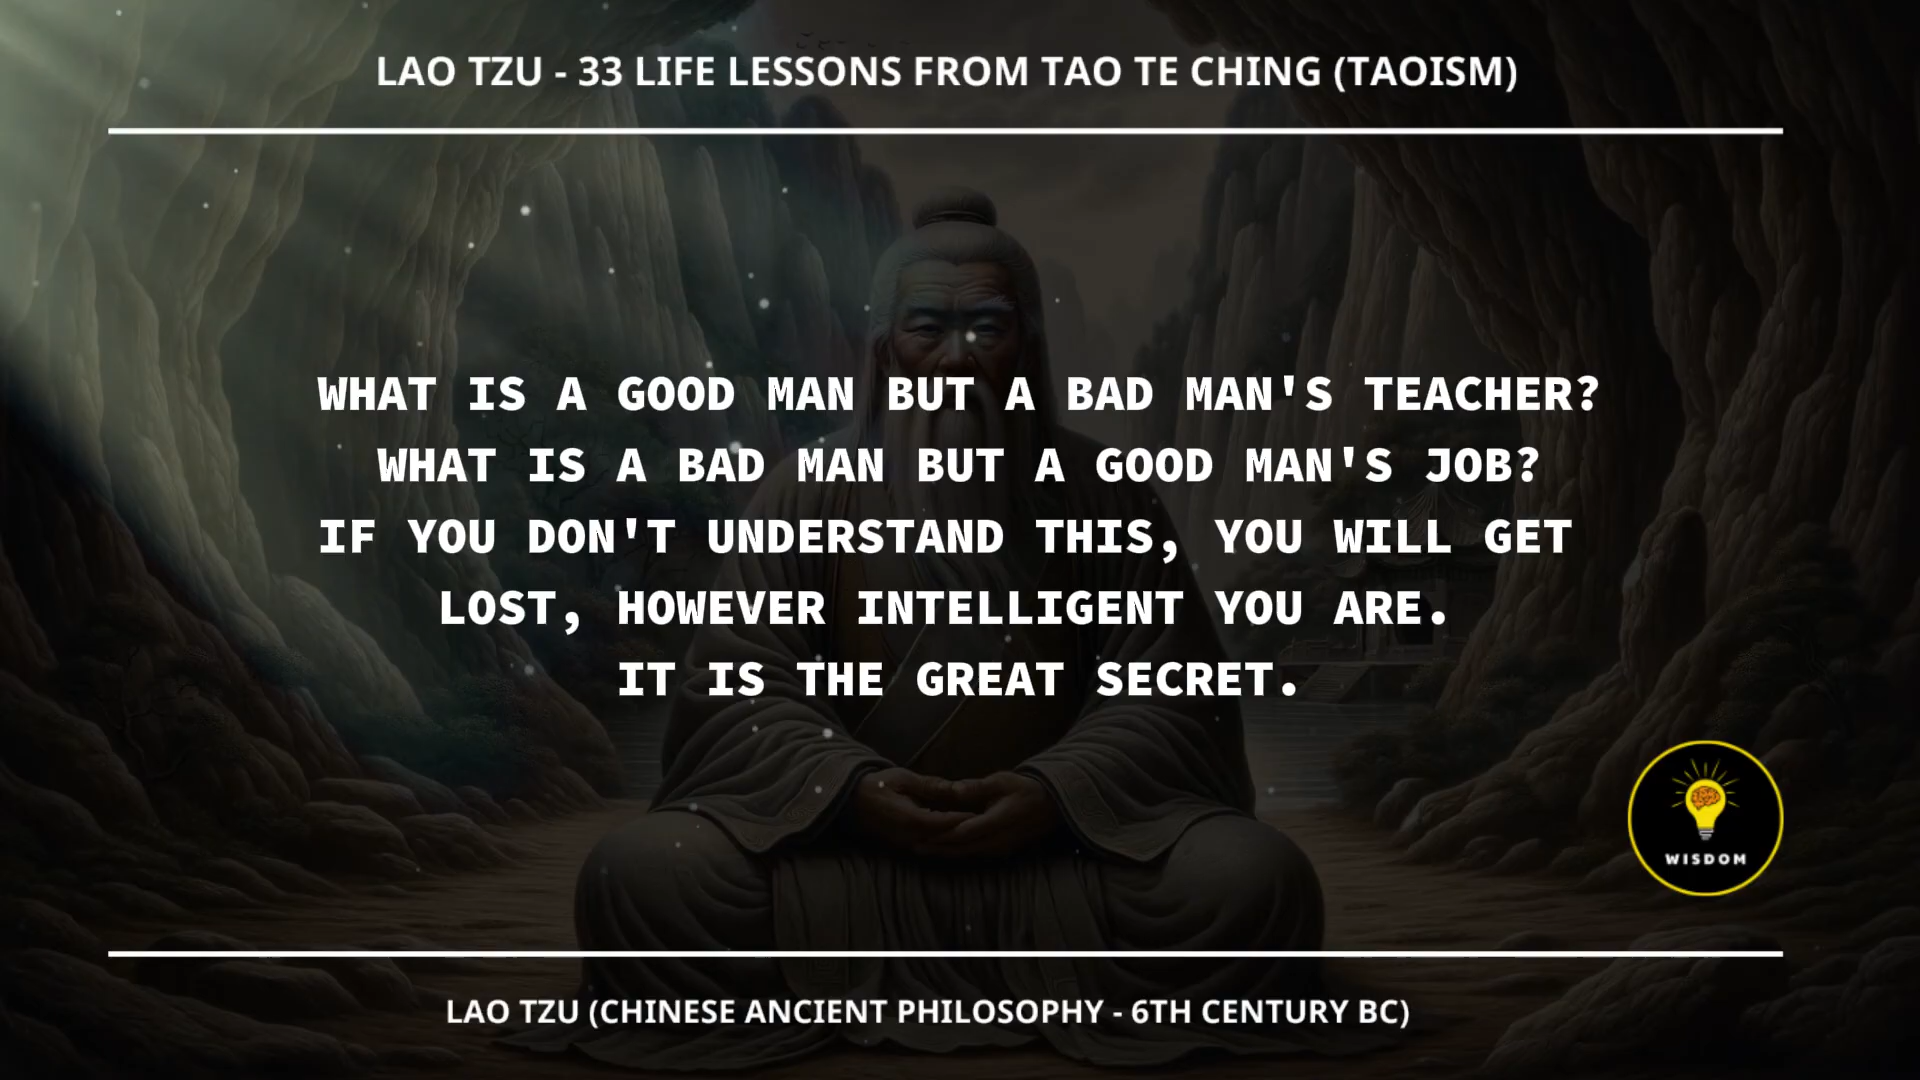 LAO TZU - 33 LIFE LESSONS FROM TAO TE CHING (TAOISM)
WHAT IS A GOOD MAN BUT A BAD MAN'S TEACHER?
WHAT IS A BAD MAN BUT A GOOD MAN'S JOB?
IF YOU DON'T UNDERSTAND THIS, YOU WILL GET
LOST, HOWEVER INTELLIGENT YOU ARE.
IT IS THE GREAT SECRET.
WISDOM
LAO TZU (CHINESE ANCIENT PHILOSOPHY - 6TH CENTURY BC)